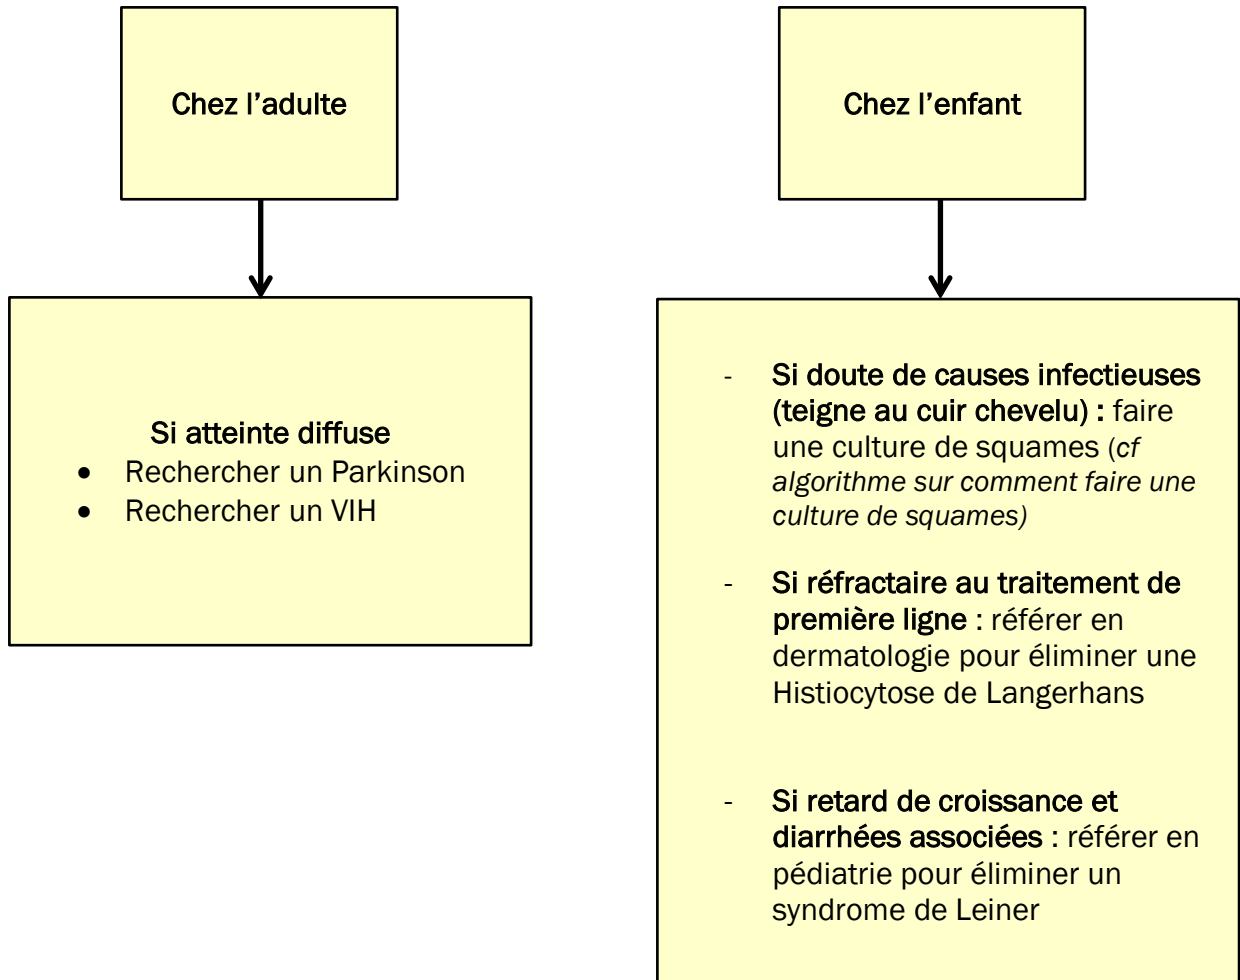 Chez l’adulte
Chez l’enfant
Si atteinte diffuse
• Rechercher un Parkinson
• Rechercher un VIH
- Si doute de causes infectieuses
(teigne au cuir chevelu) : faire
une culture de squames (cf
algorithme sur comment faire une
culture de squames)
- Si réfractaire au traitement de
première ligne : référer en
dermatologie pour éliminer une
Histiocytose de Langerhans
- Si retard de croissance et
diarrhées associées : référer en
pédiatrie pour éliminer un
syndrome de Leiner